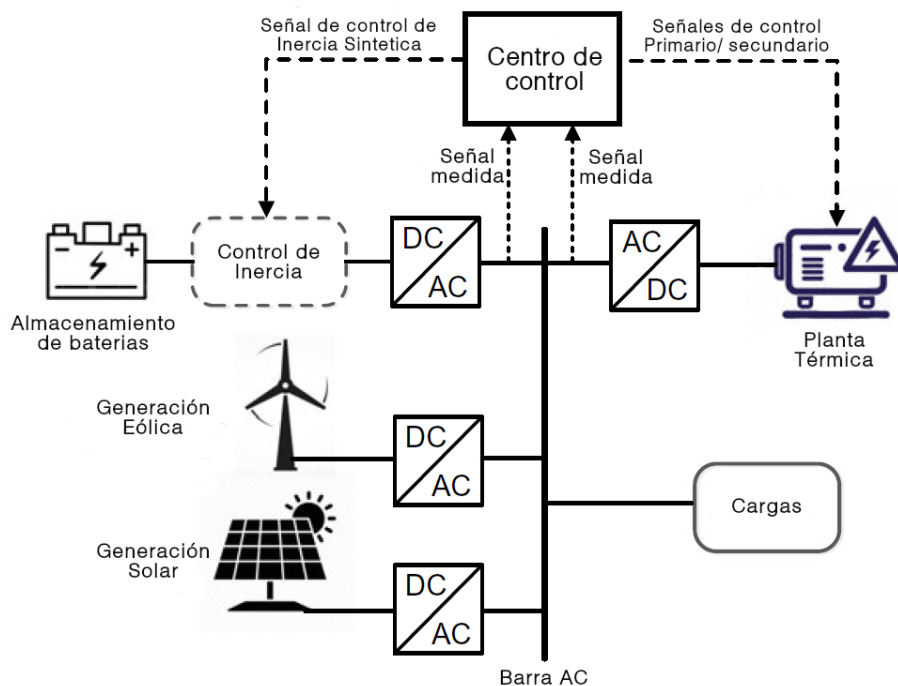 Señal de control de
Inercia Sintetica
Centro de
control
Señales de control
Primario/ secundario
Señal
medida
Señal
medida
Control de
Inercia
DC
AC
AC
DC
Almacenamiento
de baterias
Planta
Térmica
Generación
Eólica
DC
AC
Cargas
Generación
Solar
DC
AC
Barra AC